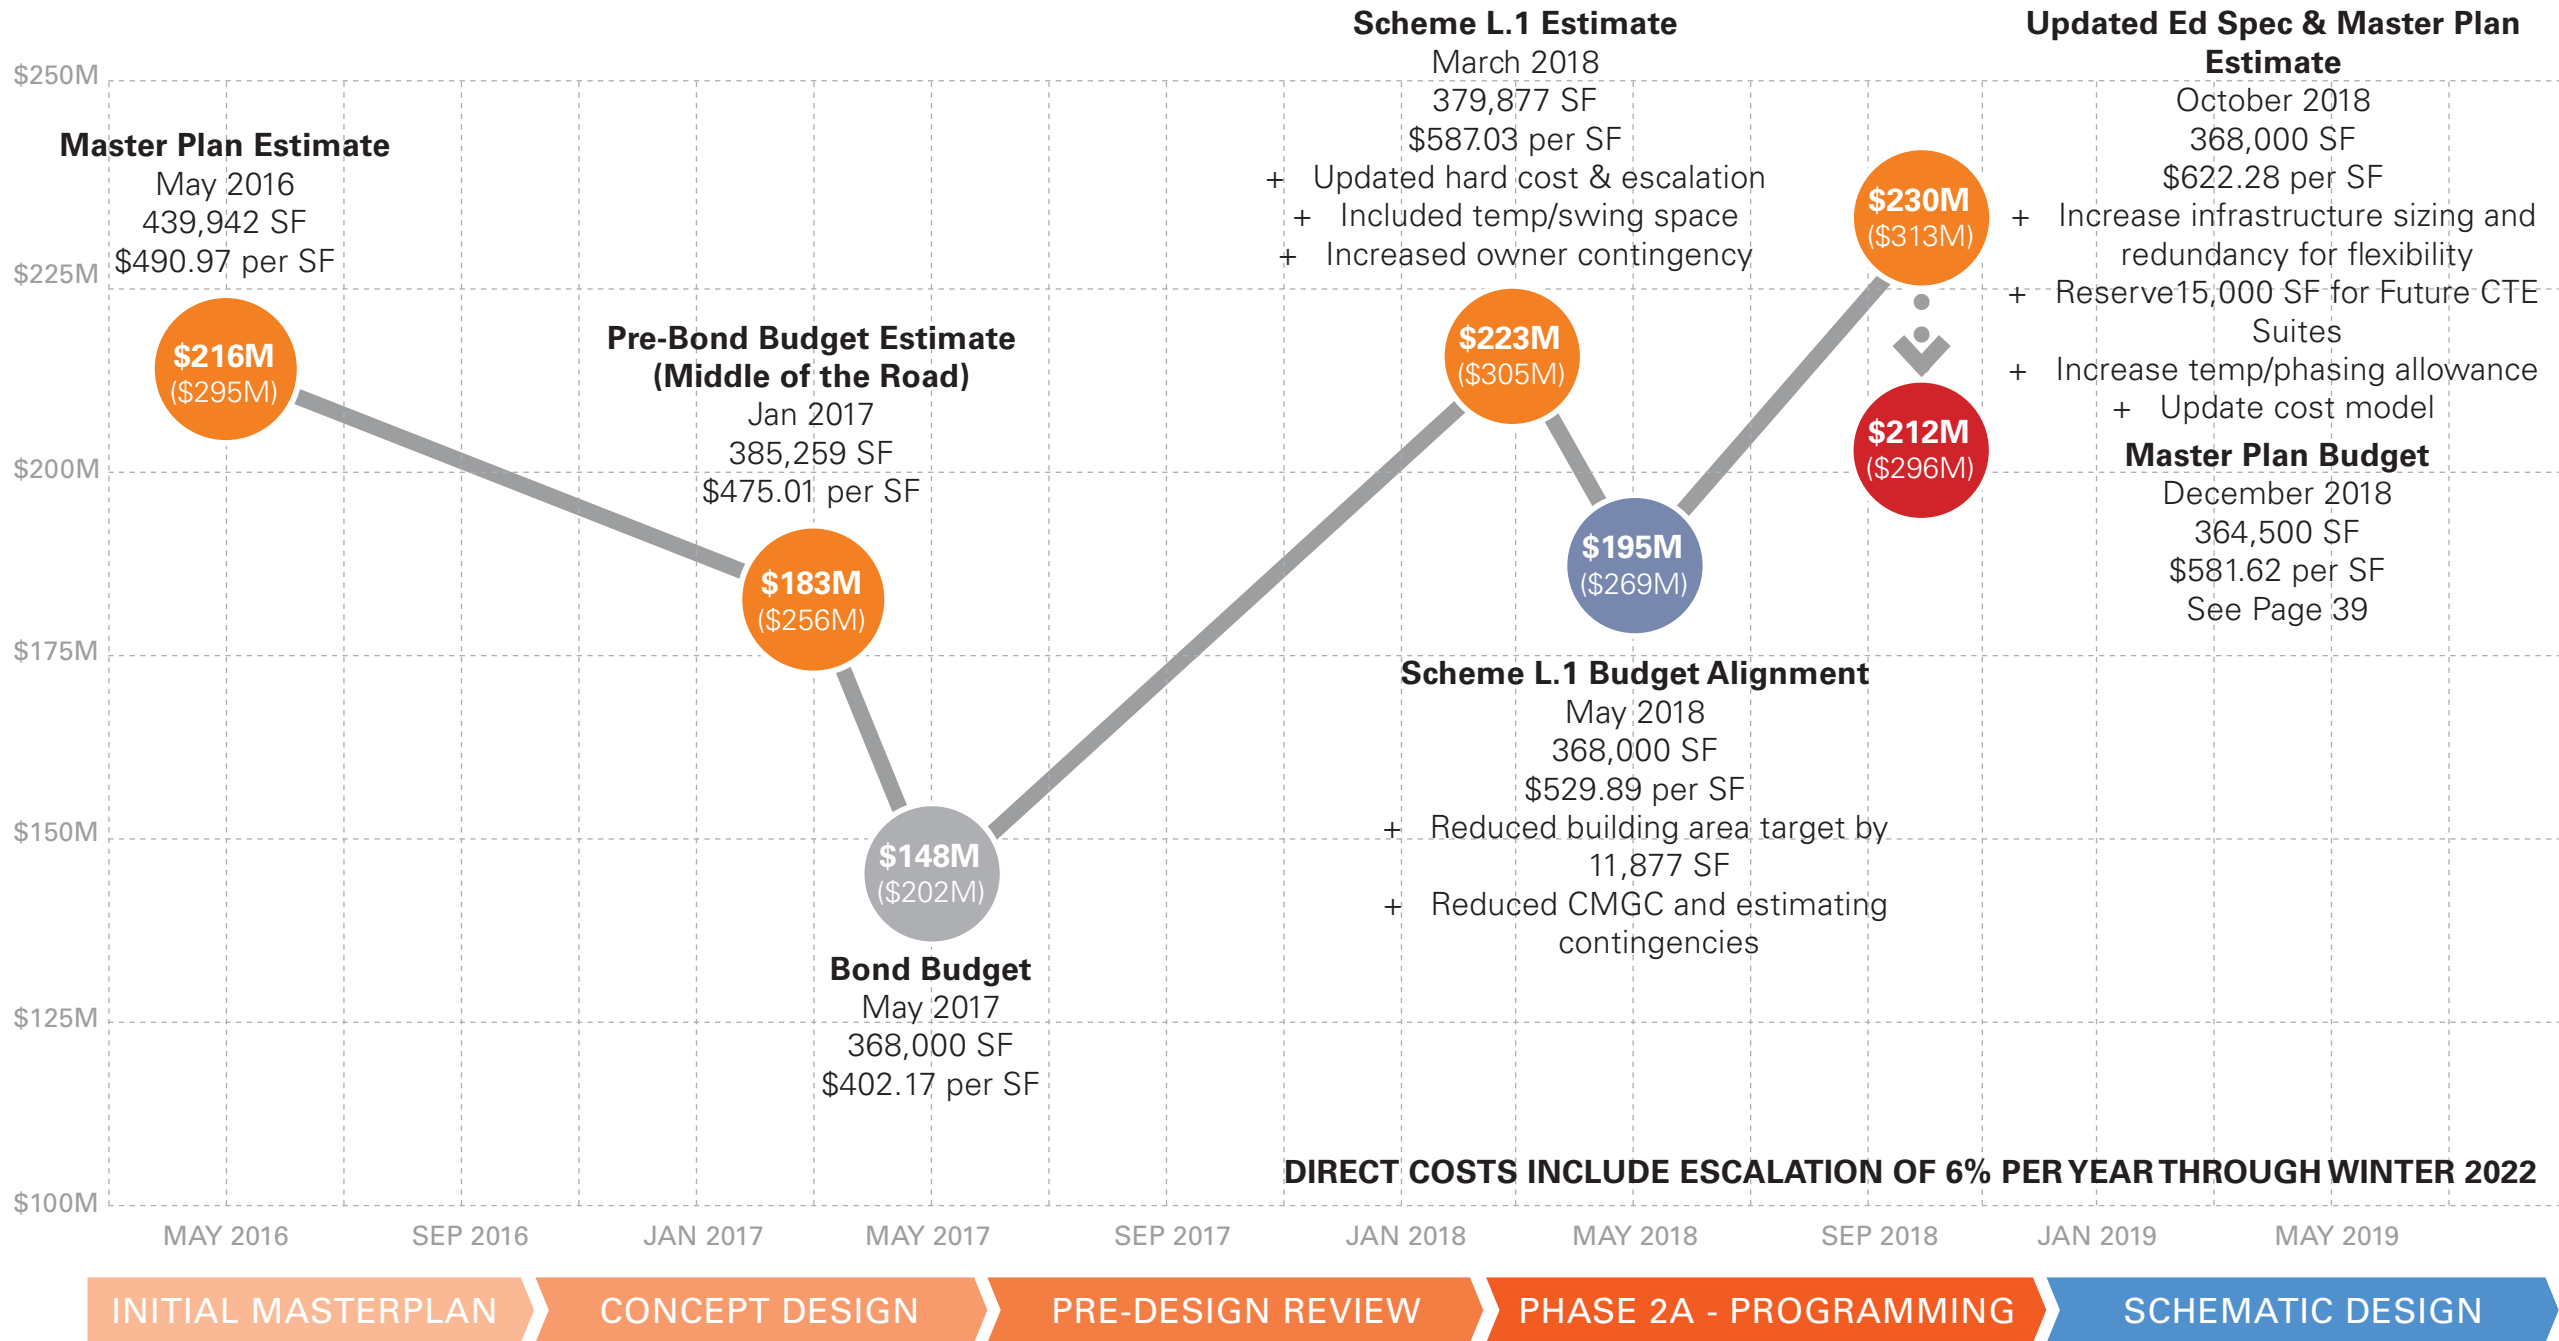 $250M
$225M
$200M
$175M
$150M
$125M
$100M
Master Plan Estimate
May 2016
439,942 SF
$490.97 per SF
$216M
($295M)
Pre-Bond Budget Estimate
(Middle of the Road)
Jan 2017
385,259 SF
$475.01 per SF
$183M
($256M)
$148M
($202M)
Bond Budget
May 2017
368,000 SF
$402.17 per SF
Scheme L.1 Estimate
March 2018
379,877 SF
$587.03 per SF
+ Updated hard cost & escalation
+ Included temp/swing space
+ Increased owner contingency
$223M
($305M)
$195M
($269M)
Scheme L.1 Budget Alignment
May 2018
368,000 SF
$529.89 per SF
+ Reduced building area target by
11,877 SF
+ Reduced CMGC and estimating
contingencies
$230M
($313M)
$212M
($296M)
Updated Ed Spec & Master Plan
Estimate
October 2018
368,000 SF
$622.28 per SF
+ Increase infrastructure sizing and
redundancy for flexibility
+ Reserve15,000 SF for Future CTE
Suites
+ Increase temp/phasing allowance
+ Update cost model
Master Plan Budget
December 2018
364,500 SF
$581.62 per SF
See Page 39
DIRECT COSTS INCLUDE ESCALATION OF 6% PER YEAR THROUGH WINTER 2022
MAY 2016
SEP 2016
JAN 2017
MAY 2017
SEP 2017
JAN 2018
MAY 2018
SEP 2018
JAN 2019
MAY 2019
INITIAL MASTERPLAN
CONCEPT DESIGN
PRE-DESIGN REVIEW
PHASE 2A - PROGRAMMING
SCHEMATIC DESIGN